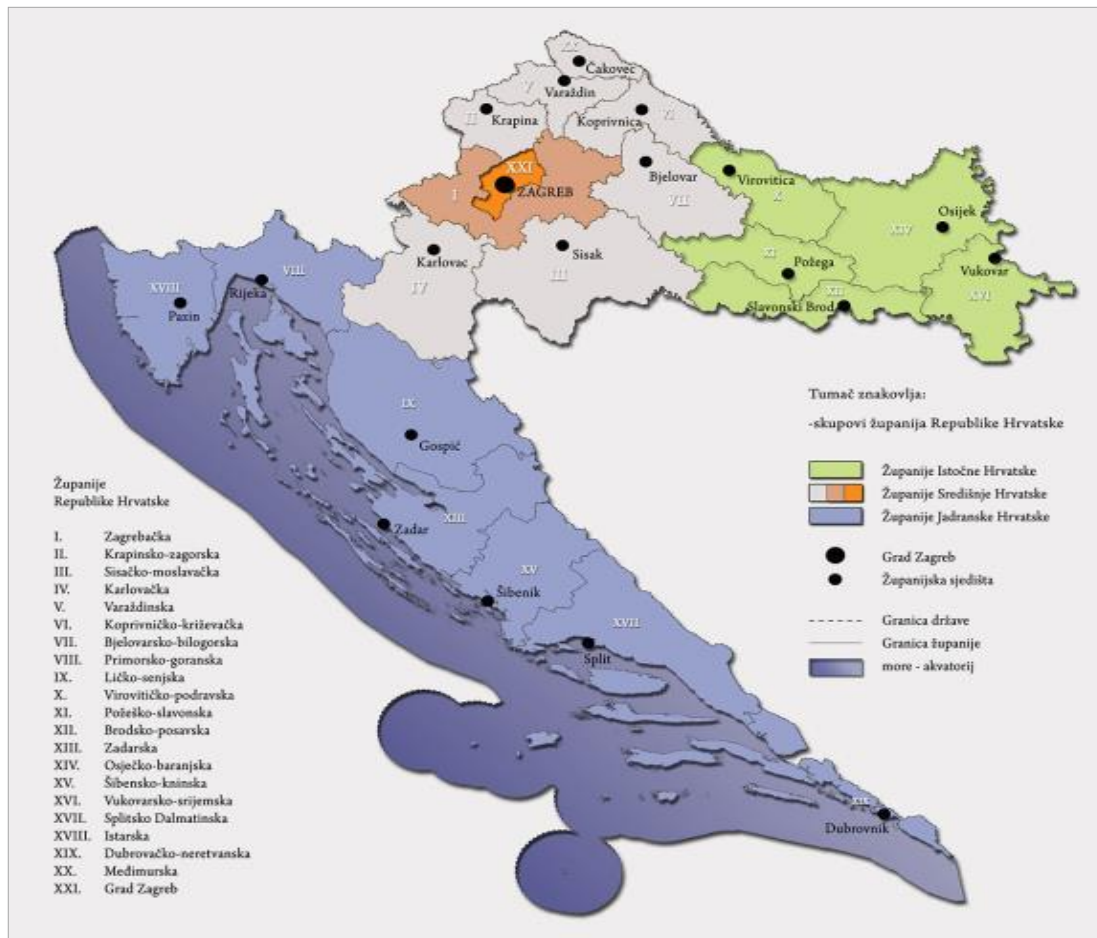 XX
Čakovec
V
Varaždin
II
Krapina
Koprivnica
VI
XXI
ZAGREB
I
Bjelovar
VII
Virovitica
X
Osijek
XIV
Karlovac
IV
Sisak
III
XI
Požega
Vukovar
XVI
XII
Slavonski Brod
VIII
Rijeka
XVIII
Pazin
IX
Gospić
Zadar
XIII
XV
Šibenik
XVII
Split
XIX
Dubrovnik
Tumač znakovlja:
-skupovi županija Republike Hrvatske
Županije Istočne Hrvatske
Županije Središnje Hrvatske
Županije Jadranske Hrvatske
Grad Zagreb
Županijska sjedišta
Granica države
Granica županije
more - akvatorij
Županije
Republike Hrvatske
I. Zagrebačka
II. Krapinsko-zagorska
III. Sisačko-moslavačka
IV. Karlovačka
V. Varaždinska
VI. Koprivničko-križevačka
VII. Bjelovarsko-bilogorska
VIII. Primorsko-goranska
IX. Ličko-senjska
X. Virovitičko-podravska
XI. Požeško-slavonska
XII. Brodsko-posavska
XIII. Zadarska
XIV. Osječko-baranjska
XV. Šibensko-kninska
XVI. Vukovarsko-srijemska
XVII. Splitsko Dalmatinska
XVIII. Istarska
XIX. Dubrovačko-neretvanska
XX. Međimurska
XXI. Grad Zagreb